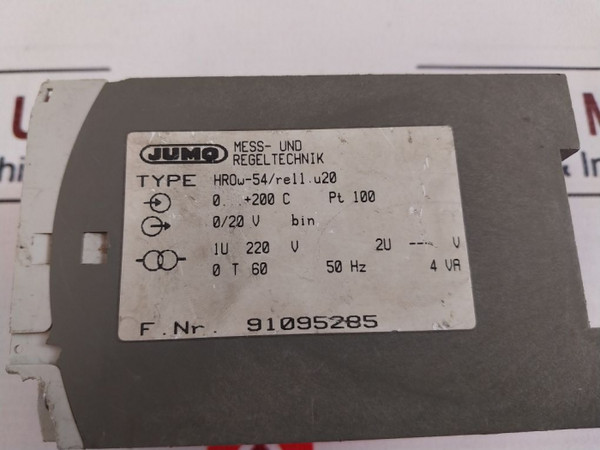 JUMO MESS- UND
REGELTECHNIK
TYPE HROw-54/rell.u20
0...+200 C Pt 100
0/20 V bin
1U 220 V 2U ---- V
0 T 60 50 Hz 4 VA
F.Nr. 91095285